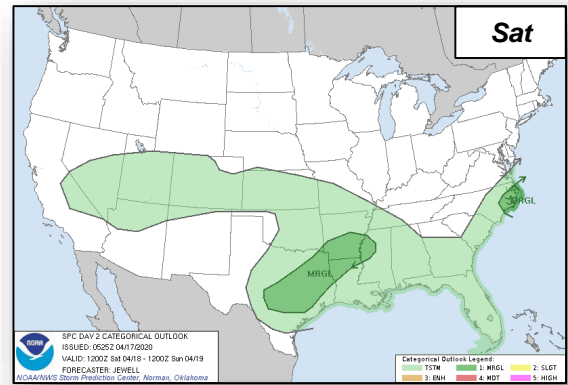 Sat
MRGL
MRGL
NOAA
SPC DAY 2 CATEGORICAL OUTLOOK
ISSUED: 0525Z 04/17/2020
VALID: 1200Z Sat 04/18 - 1200Z Sun 04/19
FORECASTER: JEWELL
NOAA/NWS Storm Prediction Center, Norman, Oklahoma
Categorical Outlook Legend:
TSTM 1: MRGL 2: SLGT
3: ENH 4: MDT 5: HIGH